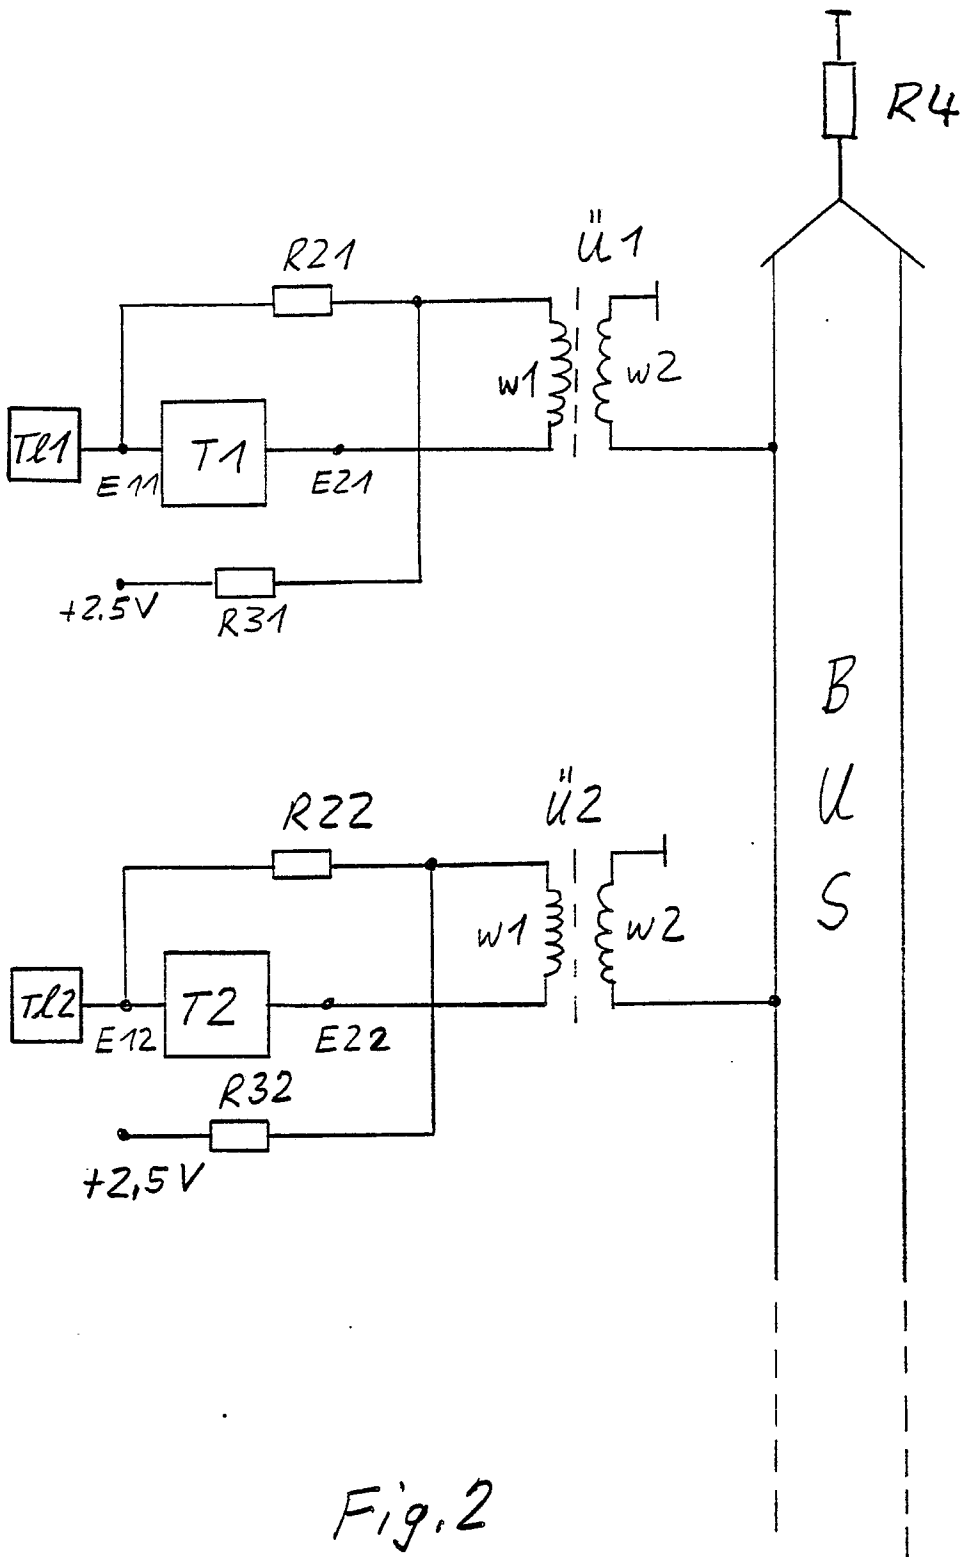 R4
Ü1
R21
w1
w2
Tl1
T1
E11
E21
+2.5V
R31
B
U
S
Ü2
R22
w1
w2
Tl2
T2
E12
E22
R32
+2,5V
Fig. 2